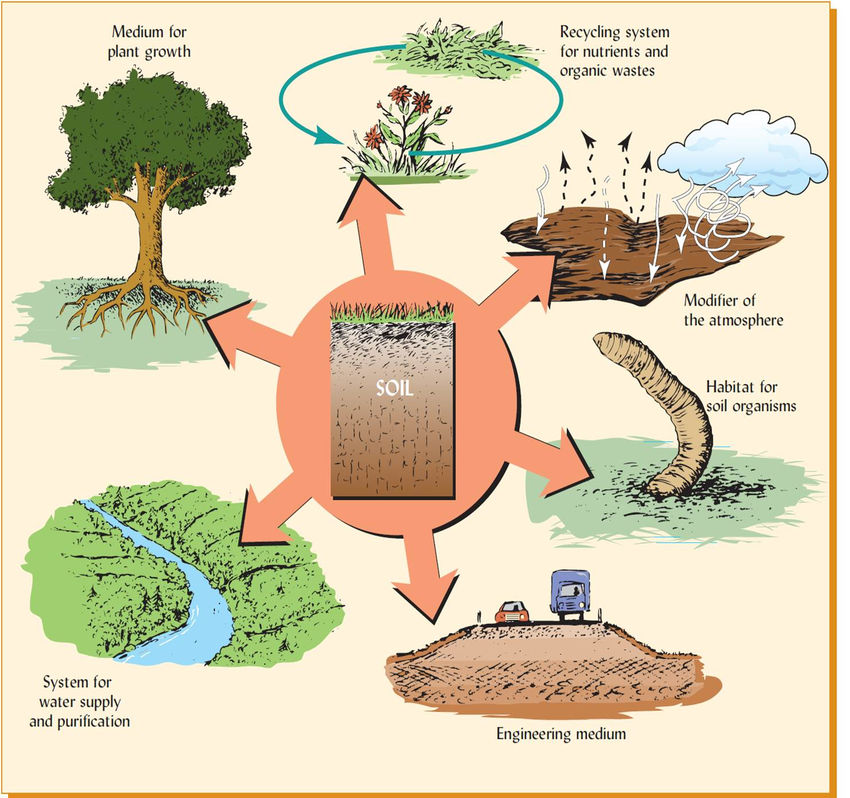 Medium for
plant growth
Recycling system
for nutrients and
organic wastes
Modifier of
the atmosphere
SOIL
Habitat for
soil organisms
System for
water supply
and purification
Engineering medium